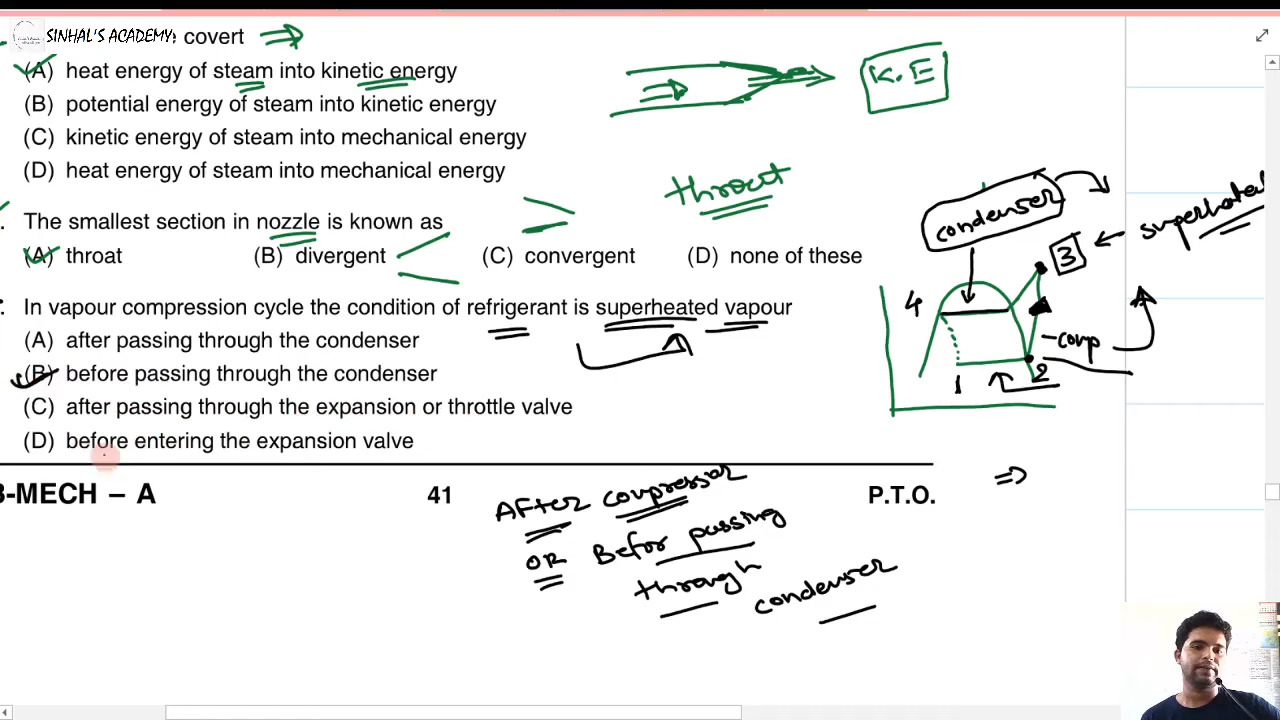 SINHAL'S ACADEMY
covert
(A) heat energy of steam into kinetic energy
(B) potential energy of steam into kinetic energy
(C) kinetic energy of steam into mechanical energy
(D) heat energy of steam into mechanical energy
K.E
throat
The smallest section in nozzle is known as
(A) throat (B) divergent (C) convergent (D) none of these
In vapour compression cycle the condition of refrigerant is superheated vapour
(A) after passing through the condenser
(B) before passing through the condenser
(C) after passing through the expansion or throttle valve
(D) before entering the expansion valve
condenser
superhated
3
4
comp
1 2
3-MECH – A 41 P.T.O.
After compressor
OR Befor passing
through
condenser